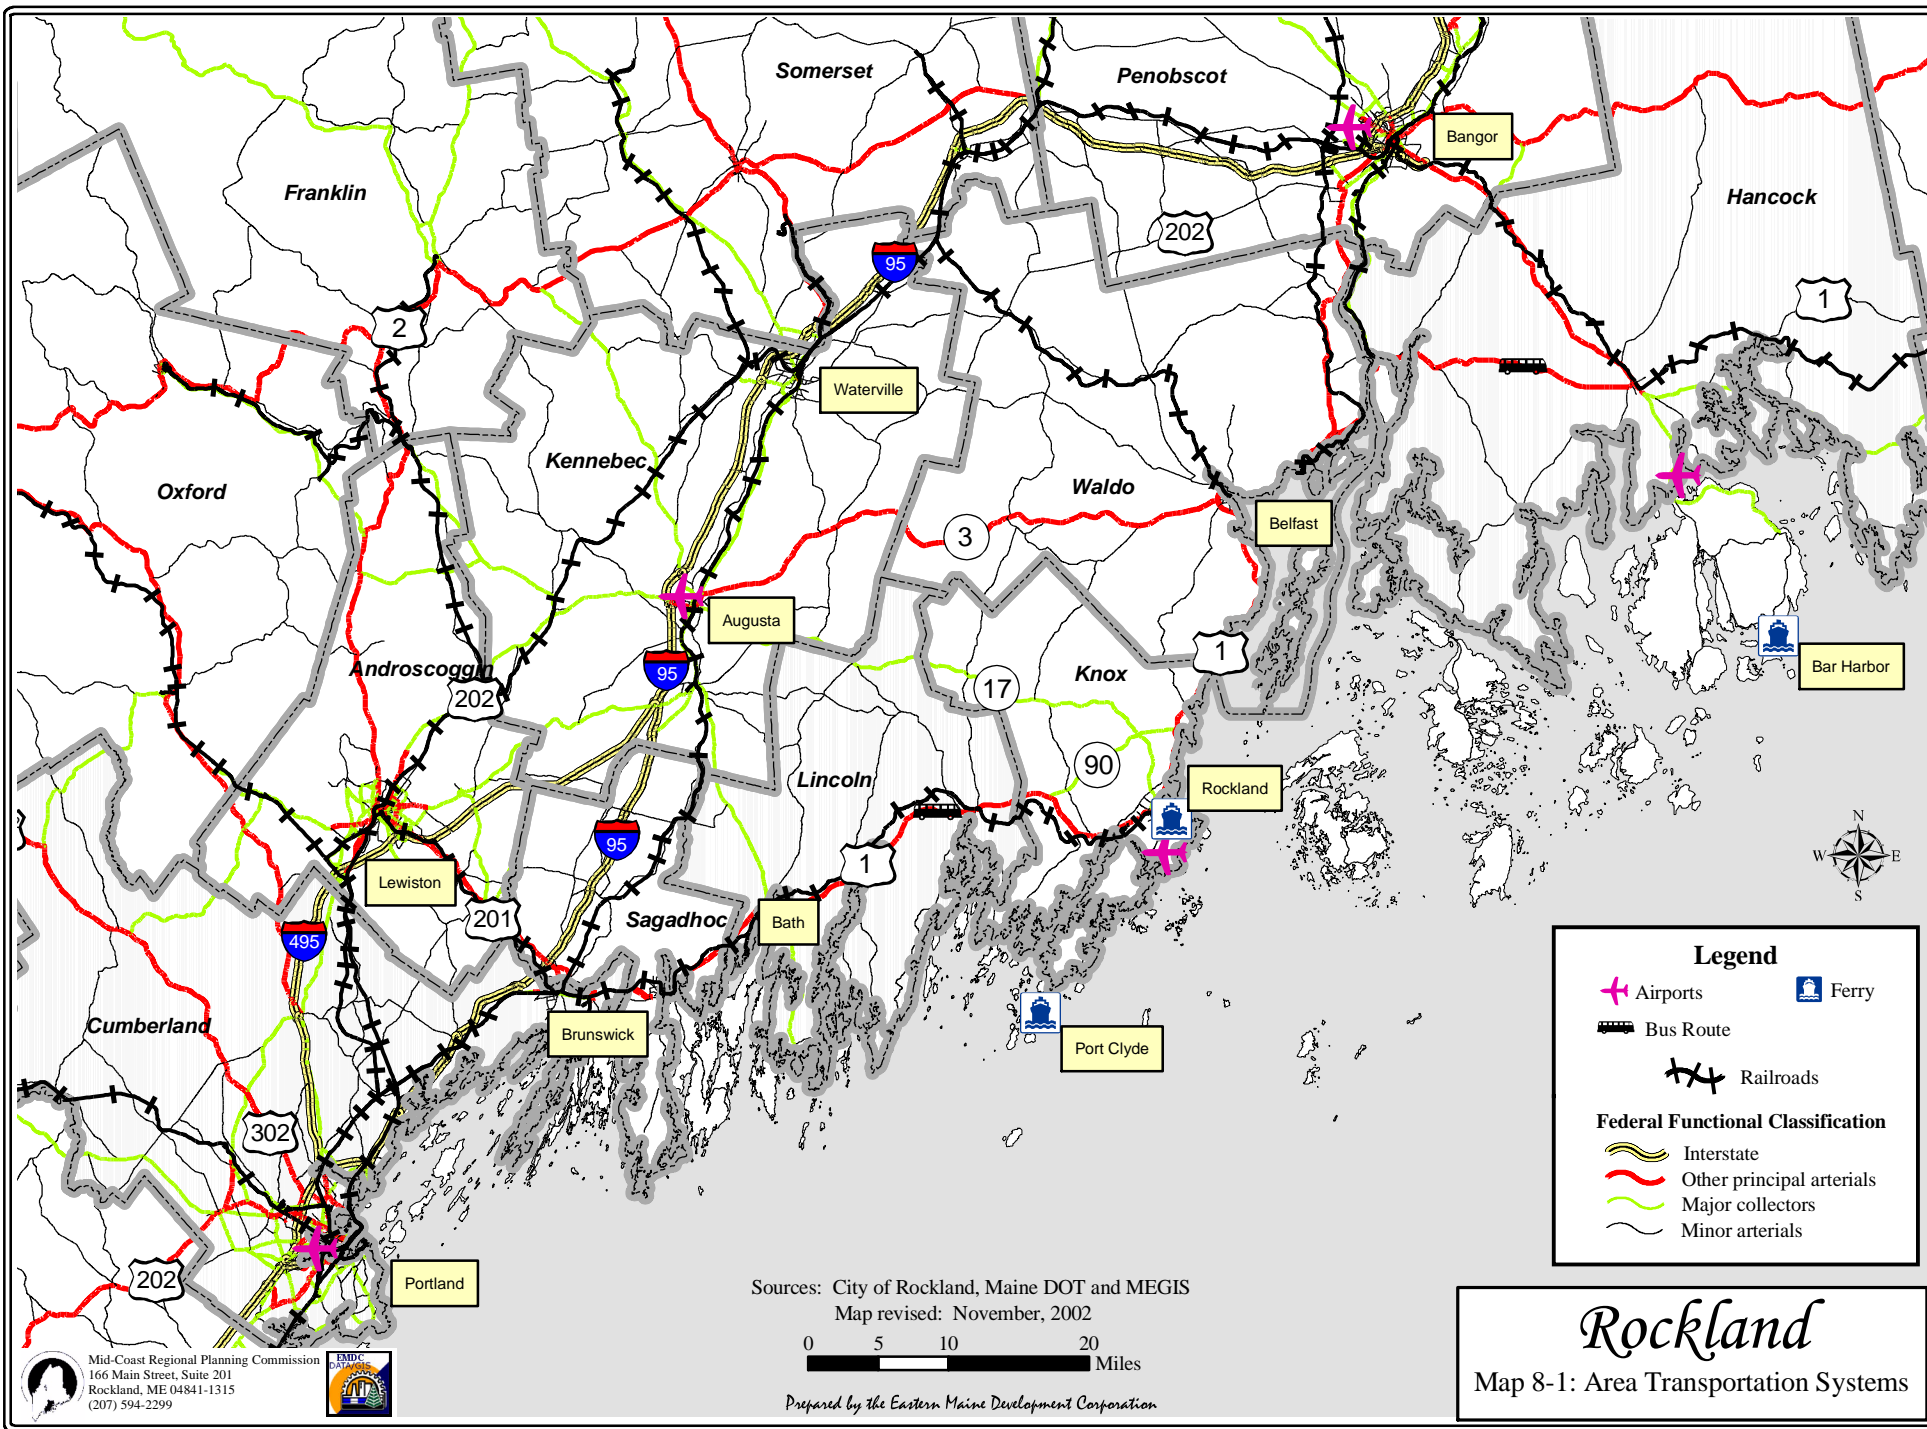 Somerset
Penobscot
Bangor
Franklin
Hancock
202
95
1
2
Waterville
Kennebec
Oxford
Waldo
Belfast
3
Augusta
1
Bar Harbor
Androscoggin
95
17
Knox
202
90
Lincoln
Rockland
95
1
Lewiston
201
Sagadhoc
Bath
495
Cumberland
Brunswick
Port Clyde
302
202
Portland
N
W
E
S
Legend
Airports
Ferry
Bus Route
Railroads
Federal Functional Classification
Interstate
Other principal arterials
Major collectors
Minor arterials
Sources: City of Rockland, Maine DOT and MEGIS
Map revised: November, 2002
0 5 10 20
Miles
Prepared by the Eastern Maine Development Corporation
Mid-Coast Regional Planning Commission
166 Main Street, Suite 201
Rockland, ME 04841-1315
(207) 594-2299
EMDC
DATA/GIS
Rockland
Map 8-1: Area Transportation Systems